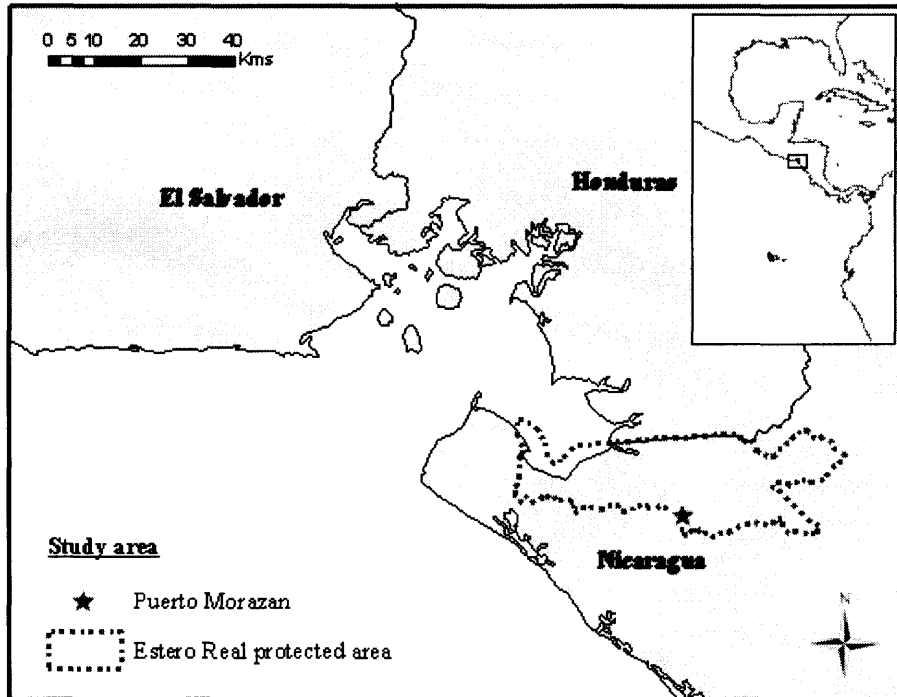 0 5 10 20 30 40
Kms
El Salvador
Honduras
Nicaragua
Study area
Puerto Morazan
Estero Real protected area
N